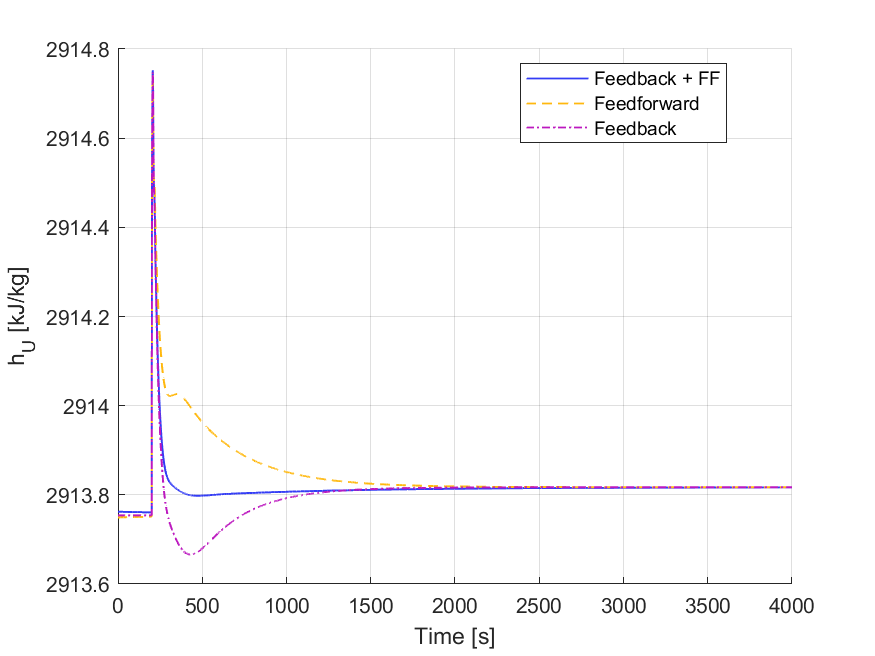 2914.8
2914.6
2914.4
2914.2
2914
2913.8
2913.6
h_U [kJ/kg]
0 500 1000 1500 2000 2500 3000 3500 4000
Time [s]
Feedback + FF
Feedforward
Feedback